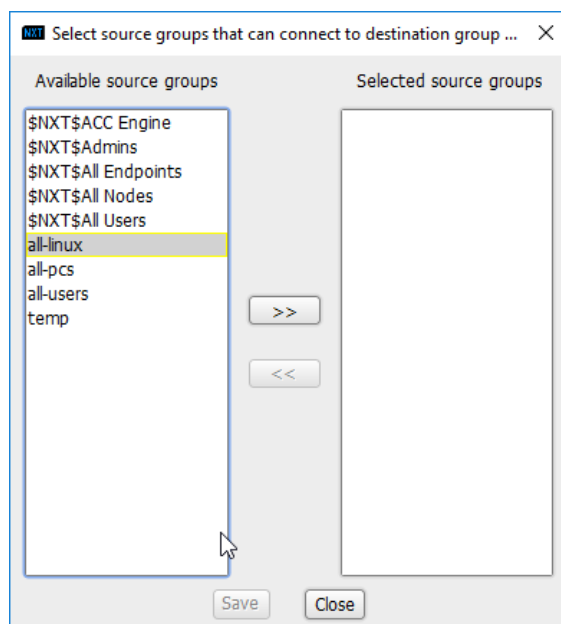 NXT Select source groups that can connect to destination group ...
Available source groups
Selected source groups
$NXT$ACC Engine
$NXT$Admins
$NXT$All Endpoints
$NXT$All Nodes
$NXT$All Users
all-linux
all-pcs
all-users
temp
>>
<<
Save
Close